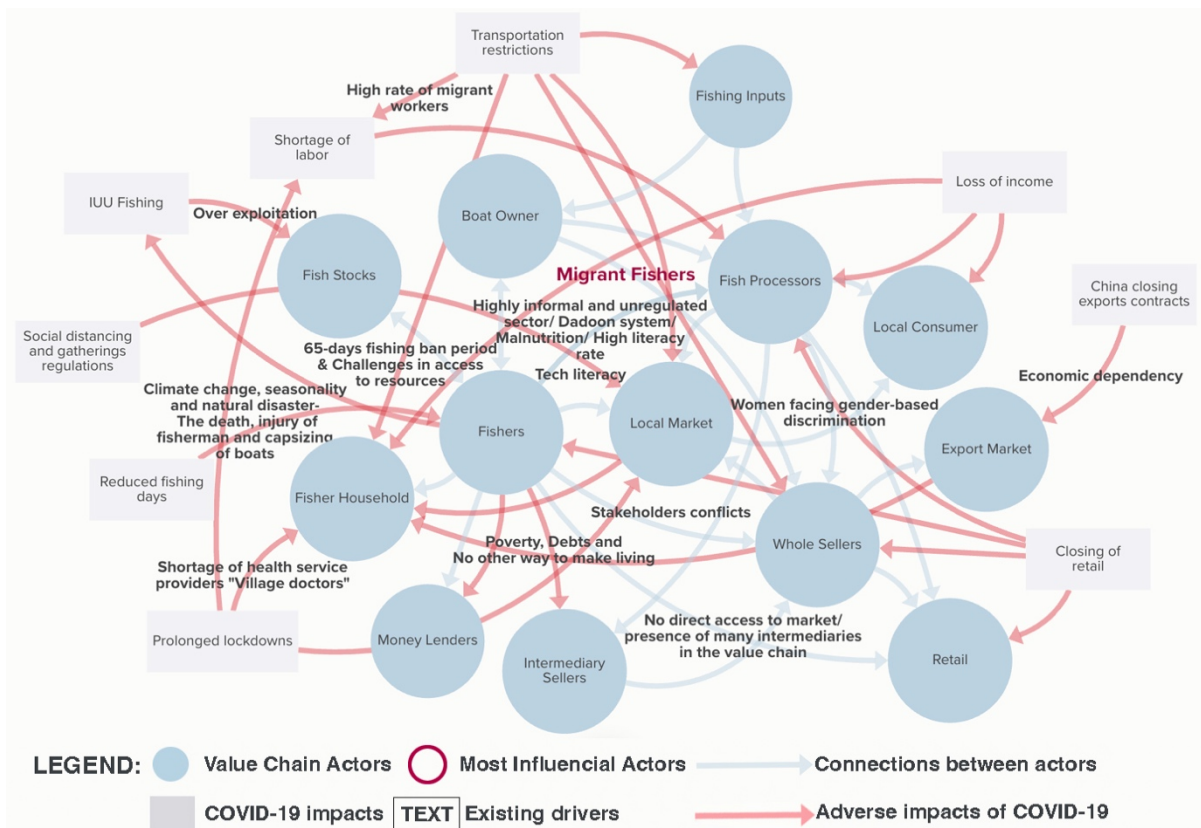 Transportation
restrictions
Fishing Inputs
High rate of migrant
workers
Shortage of
labor
Loss of income
IUU Fishing
Over exploitation
Boat Owner
Fish Stocks
Migrant Fishers
Fish Processors
China closing
exports contracts
Social distancing
and gatherings
regulations
Highly informal and unregulated
sector/ Dadoon system/
Malnutrition/ High literacy
rate
Local Consumer
65-days fishing ban period
& Challenges in access
to resources
Tech literacy
Economic dependency
Climate change, seasonality
and natural disaster-
The death, injury of
fisherman and capsizing
of boats
Women facing gender-based
discrimination
Fishers
Local Market
Export Market
Reduced fishing
days
Fisher Household
Stakeholders conflicts
Whole Sellers
Closing of
retail
Poverty, Debts and
No other way to make living
Shortage of health service
providers "Village doctors"
Prolonged lockdowns
Money Lenders
Intermediary
Sellers
No direct access to market/
presence of many intermediaries
in the value chain
Retail
LEGEND: Value Chain Actors Most Influencial Actors Connections between actors
COVID-19 impacts TEXT Existing drivers Adverse impacts of COVID-19